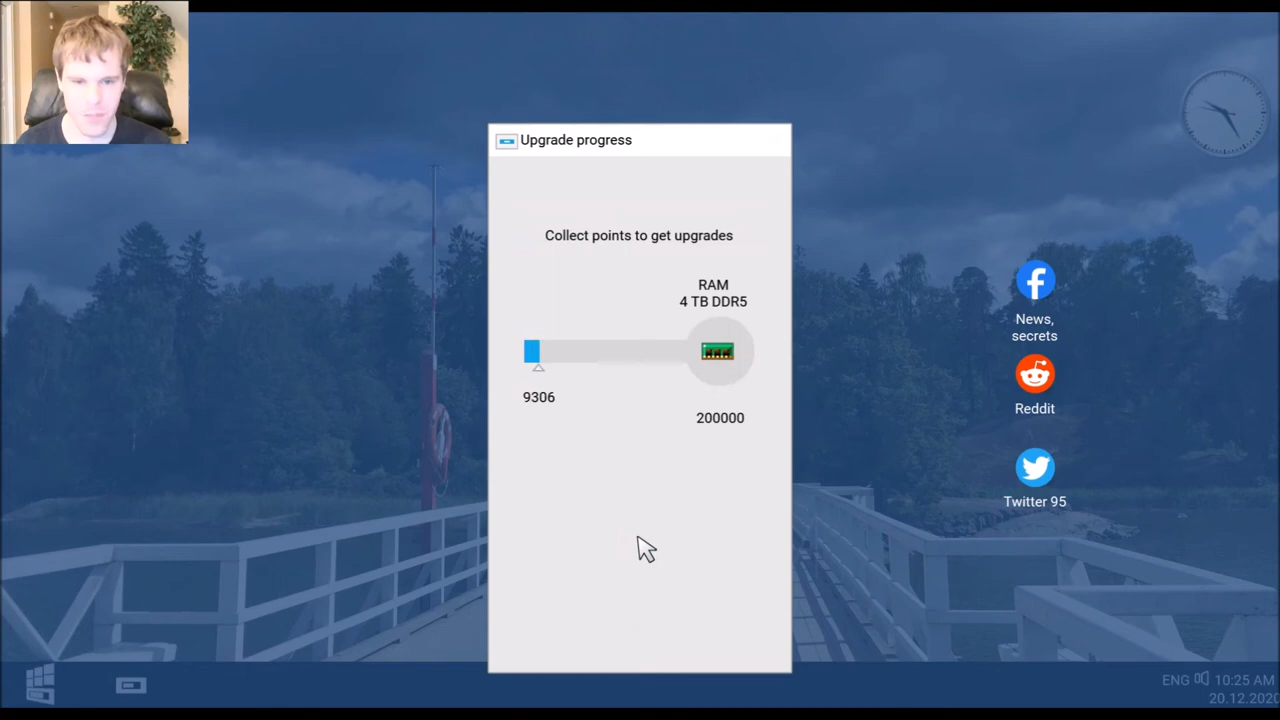 Upgrade progress
Collect points to get upgrades
RAM
4 TB DDR5
9306
200000
News,
secrets
Reddit
Twitter 95
ENG 10:25 AM
20.12.2020